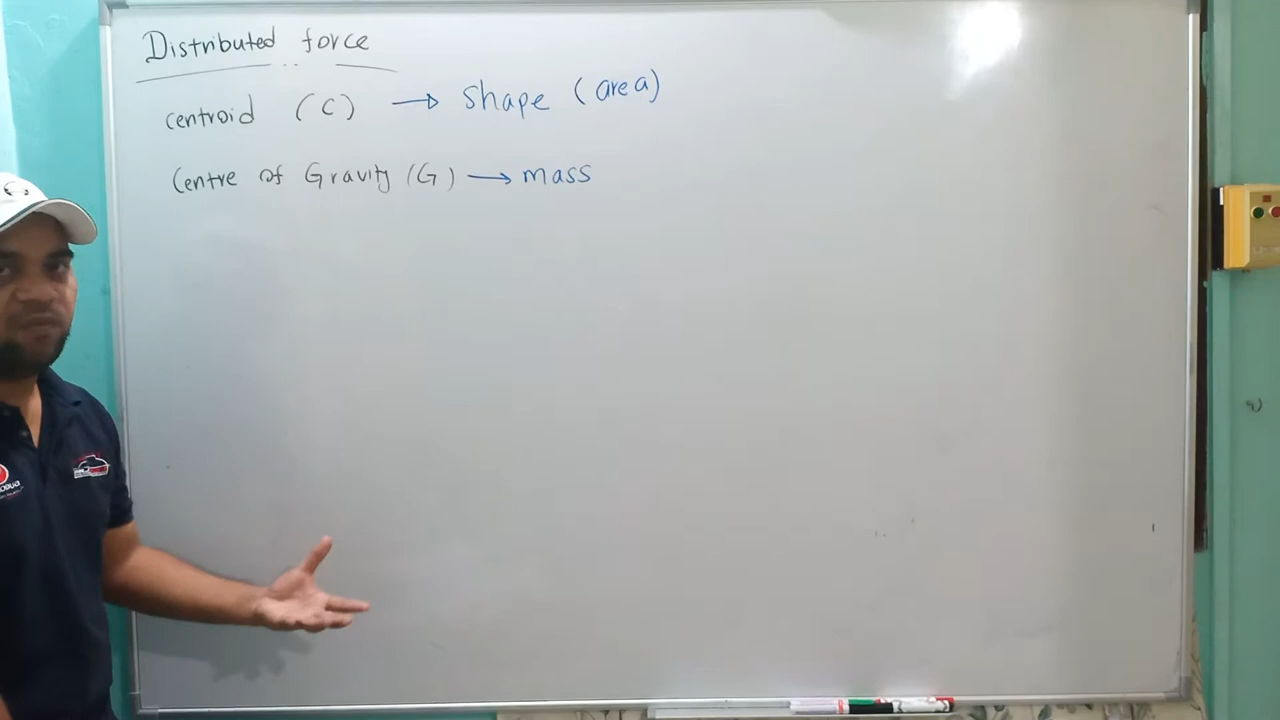 Distributed force
centroid (C) → shape (area)
Centre of Gravity (G) → mass